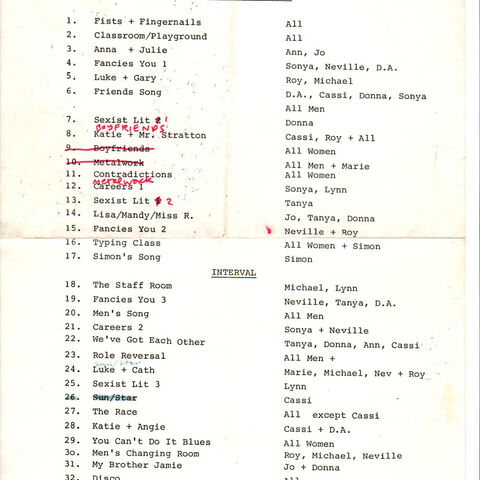 1. Fists + Fingernails All
2. Classroom/Playground All
3. Anna + Julie Ann, Jo
4. Fancies You 1 Sonya, Neville, D.A.
5. Luke + Gary Roy, Michael
6. Friends Song D.A., Cassi, Donna, Sonya
All Men
7. Sexist Lit 1 Donna
BOYFRIENDS
8. Katie + Mr. Stratton Cassi, Roy + All
9. Boyfriends All Women
10. Metalwork All Men + Marie
11. Contradictions All Women
metalwork
12. Careers 1 Sonya, Lynn
13. Sexist Lit 2 Tanya
14. Lisa/Mandy/Miss R. Jo, Tanya, Donna
15. Fancies You 2 Neville + Roy
16. Typing Class All Women + Simon
17. Simon's Song Simon
INTERVAL
18. The Staff Room Michael, Lynn
19. Fancies You 3 Neville, Tanya, D.A.
20. Men's Song All Men
21. Careers 2 Sonya + Neville
22. We've Got Each Other Tanya, Donna, Ann, Cassi
23. Role Reversal All Men +
sun/star
24. Luke + Cath Marie, Michael, Nev + Roy
25. Sexist Lit 3 Lynn
26. Sun/Star Cassi
27. The Race All except Cassi
28. Katie + Angie Cassi + D.A.
29. You Can't Do It Blues All Women
30. Men's Changing Room Roy, Michael, Neville
31. My Brother Jamie Jo + Donna
32. Disco All